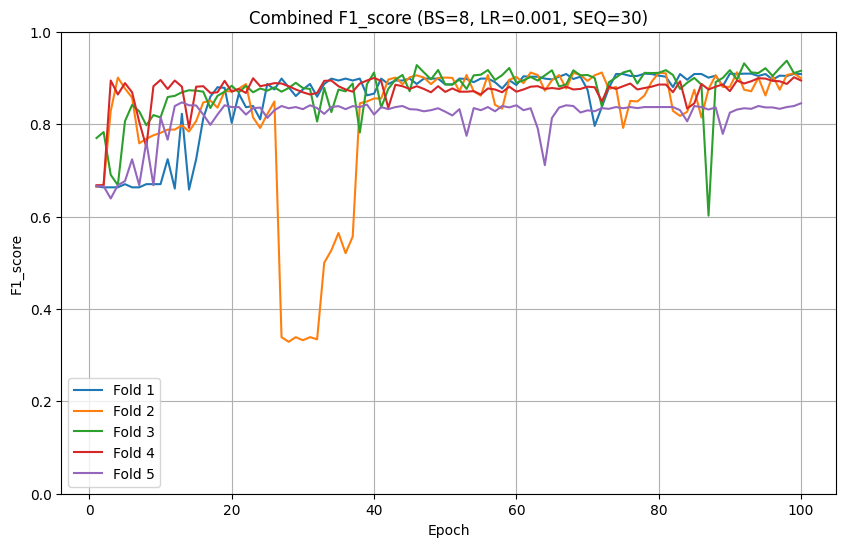 Combined F1_score (BS=8, LR=0.001, SEQ=30)
F1_score
1.0
0.8
0.6
0.4
0.2
0.0
Fold 1
Fold 2
Fold 3
Fold 4
Fold 5
0 20 40 60 80 100
Epoch